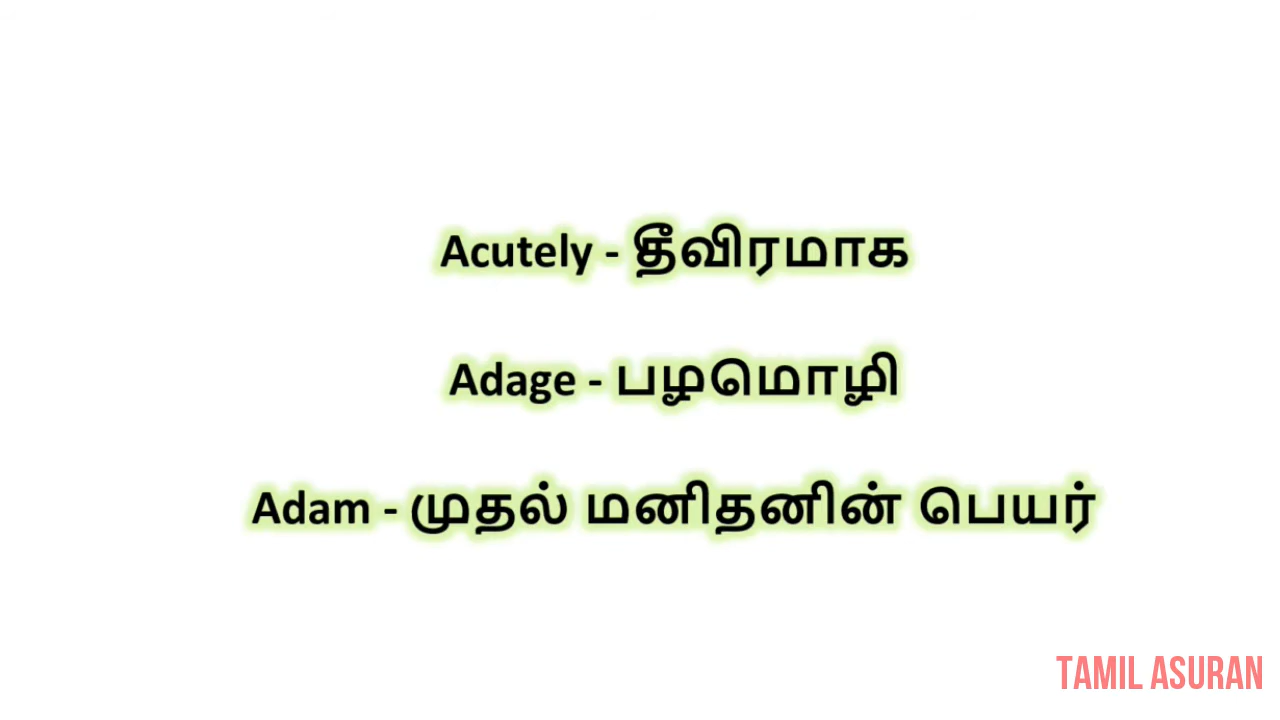 Acutely - தீவிரமாக
Adage - பழமொழி
Adam - முதல் மனிதனின் பெயர்
TAMIL ASURAN